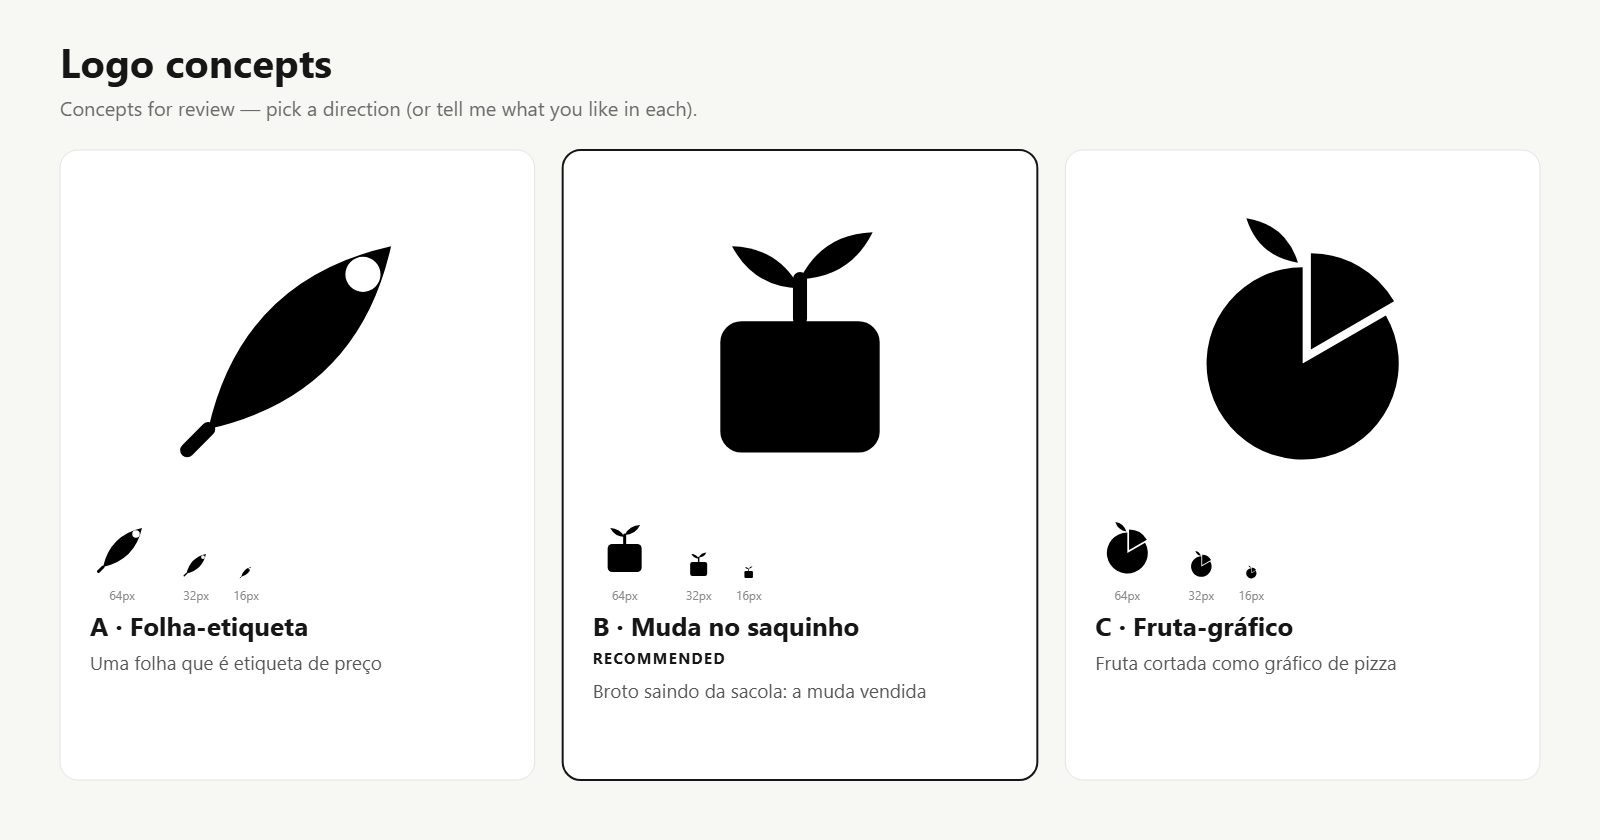 Logo concepts
Concepts for review — pick a direction (or tell me what you like in each).
64px 32px 16px
A · Folha-etiqueta
Uma folha que é etiqueta de preço
64px 32px 16px
B · Muda no saquinho
RECOMMENDED
Broto saindo da sacola: a muda vendida
64px 32px 16px
C · Fruta-gráfico
Fruta cortada como gráfico de pizza